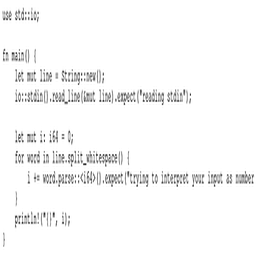 use std::io;
fn main() {
    let mut line = String::new();
    io::stdin().read_line(&mut line).expect("reading stdin");
    let mut i: i64 = 0;
    for word in line.split_whitespace() {
        i += word.parse::<i64>().expect("trying to interpret your input as number
    }
    println!("{}", i);
}